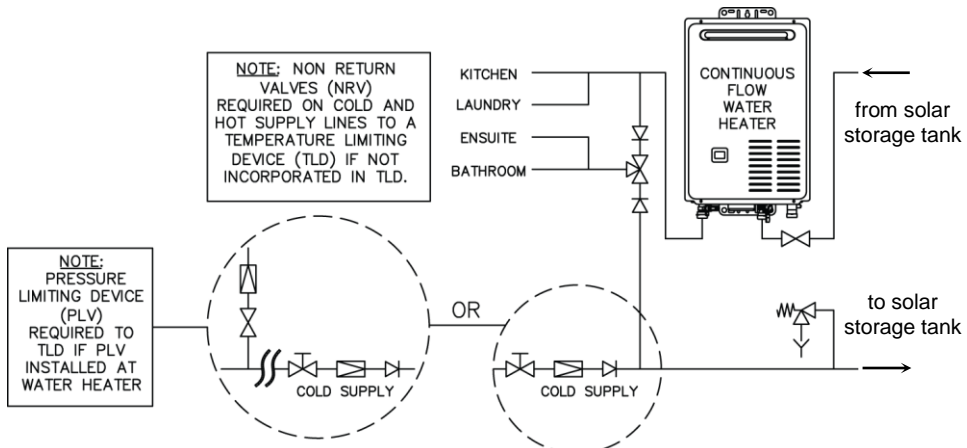 NOTE: NON RETURN
VALVES (NRV)
REQUIRED ON COLD AND
HOT SUPPLY LINES TO A
TEMPERATURE LIMITING
DEVICE (TLD) IF NOT
INCORPORATED IN TLD.
KITCHEN
LAUNDRY
ENSUITE
BATHROOM
CONTINUOUS
FLOW
WATER
HEATER
from solar
storage tank
NOTE:
PRESSURE
LIMITING DEVICE
(PLV)
REQUIRED TO
TLD IF PLV
INSTALLED AT
WATER HEATER
OR
to solar
storage tank
COLD SUPPLY
COLD SUPPLY